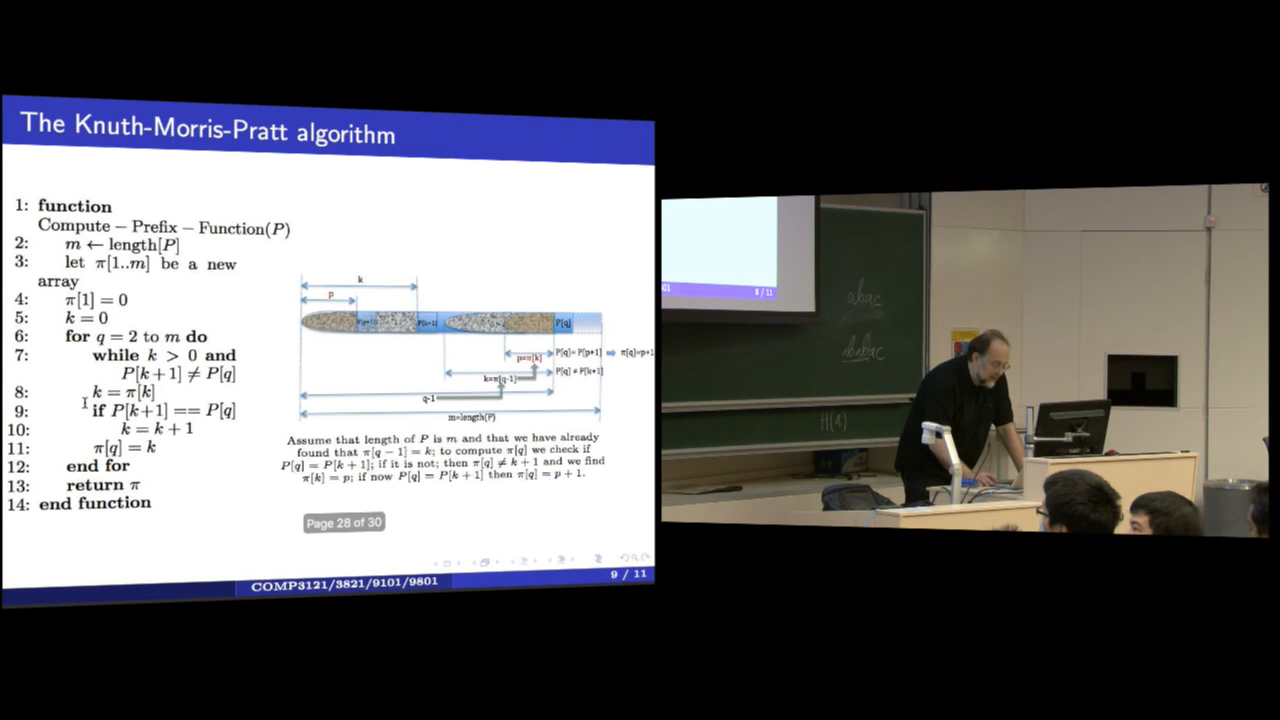 The Knuth-Morris-Pratt algorithm
1: function
Compute − Prefix − Function(P)
2: m ← length[P]
3: let π[1..m] be a new
array
4: π[1] = 0
5: k = 0
6: for q = 2 to m do
7: while k > 0 and
P[k+1] ≠ P[q]
8: k = π[k]
9: if P[k+1] == P[q]
10: k = k + 1
11: π[q] = k
12: end for
13: return π
14: end function
k
p
P[p+1]
P[k+1]
P[q]
P[q]= P[p+1]
π[q]=p+1
p=π[k]
P[q] ≠ P[k+1]
k=π[q-1]
q-1
m=length(P)
Assume that length of P is m and that we have already
found that π[q − 1] = k; to compute π[q] we check if
P[q] = P[k + 1]; if it is not; then π[q] ≠ k + 1 and we find
π[k] = p; if now P[q] = P[k + 1] then π[q] = p + 1.
Page 28 of 30
COMP3121/3821/9101/9801
9 / 11
8 / 11
abac
H(a)